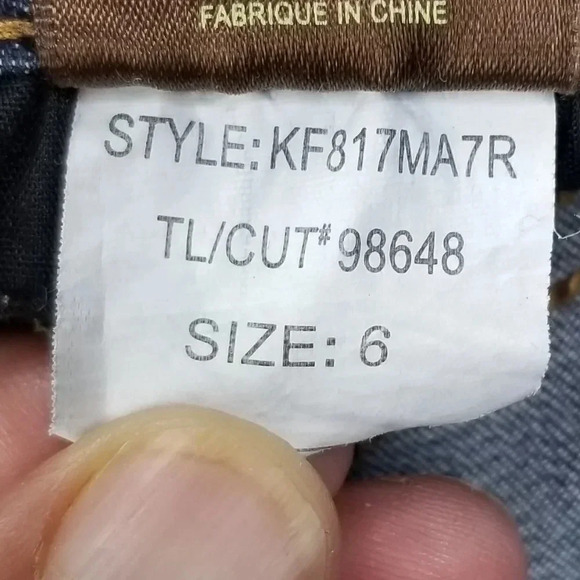 FABRIQUE IN CHINE
STYLE: KF817MA7R
TL/CUT# 98648
SIZE: 6